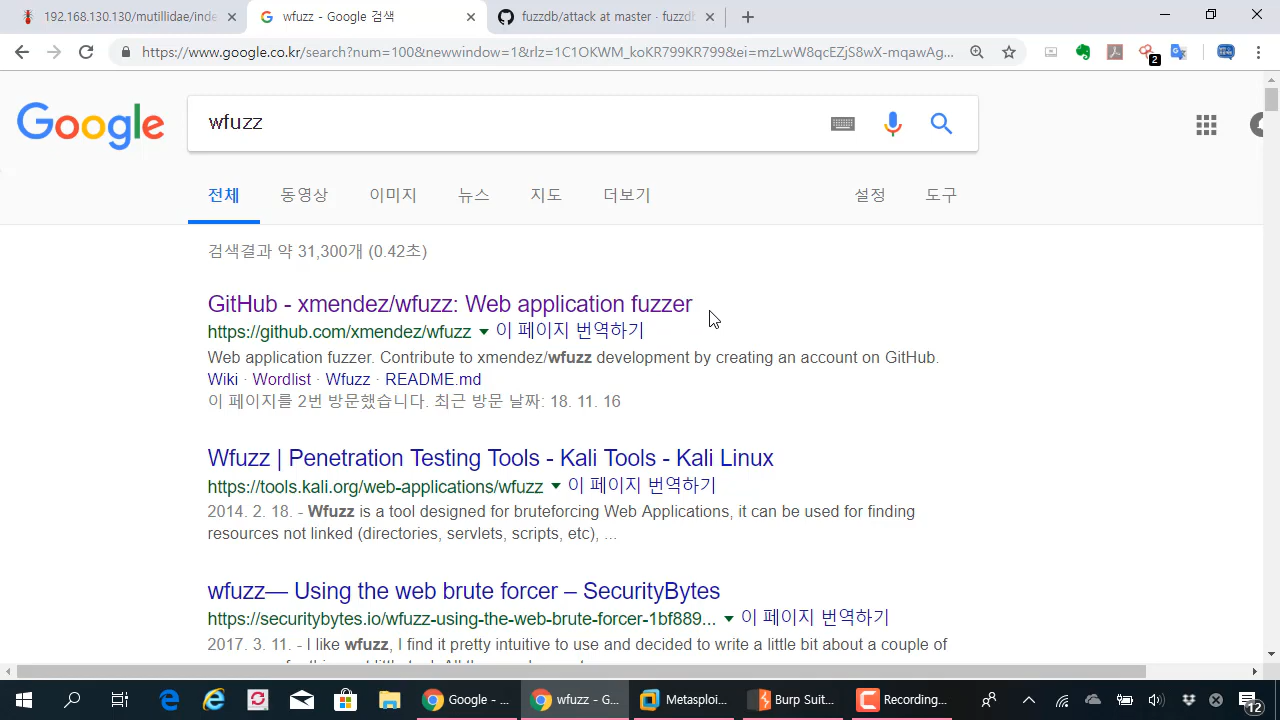 192.168.130.130/mutillidae/inde
wfuzz - Google 검색
fuzzdb/attack at master · fuzzdb
https://www.google.co.kr/search?num=100&newwindow=1&rlz=1C1OKWM_koKR799KR799&ei=mzLwW8qcEZjS8wX-mqawAg...
2
Google
wfuzz
전체
동영상
이미지
뉴스
지도
더보기
설정
도구
검색결과 약 31,300개 (0.42초)
GitHub - xmendez/wfuzz: Web application fuzzer
https://github.com/xmendez/wfuzz ▼ 이 페이지 번역하기
Web application fuzzer. Contribute to xmendez/wfuzz development by creating an account on GitHub.
Wiki · Wordlist · Wfuzz · README.md
이 페이지를 2번 방문했습니다. 최근 방문 날짜: 18. 11. 16
Wfuzz | Penetration Testing Tools - Kali Tools - Kali Linux
https://tools.kali.org/web-applications/wfuzz ▼ 이 페이지 번역하기
2014. 2. 18. - Wfuzz is a tool designed for bruteforcing Web Applications, it can be used for finding
resources not linked (directories, servlets, scripts, etc), ...
wfuzz— Using the web brute forcer – SecurityBytes
https://securitybytes.io/wfuzz-using-the-web-brute-forcer-1bf889... ▼ 이 페이지 번역하기
2017. 3. 11. - I like wfuzz, I find it pretty intuitive to use and decided to write a little bit about a couple of
Google - ...
wfuzz - G...
Metasploi...
Burp Suit...
Recording...
12